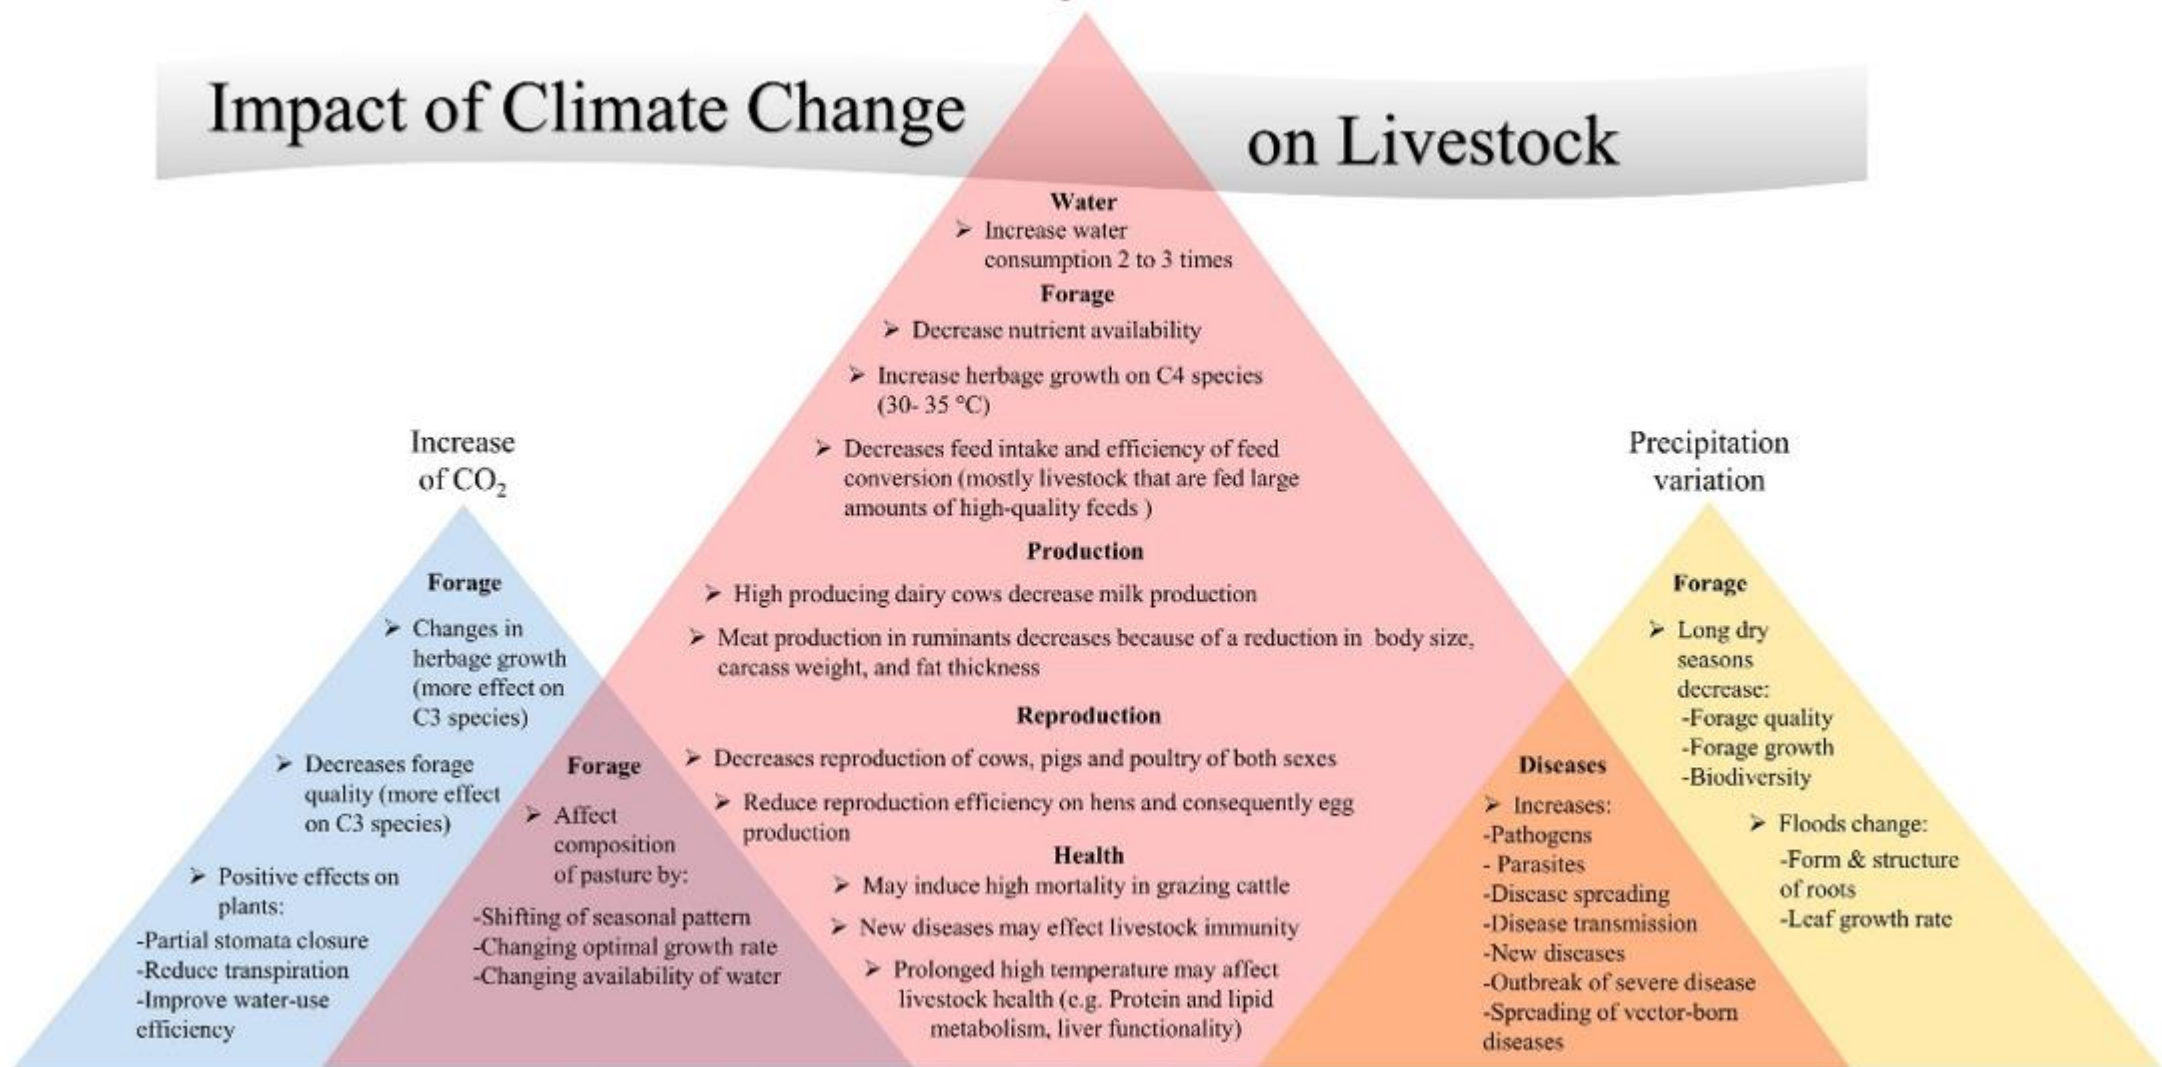 Impact of Climate Change
on Livestock
Water
➢ Increase water
consumption 2 to 3 times
Forage
➢ Decrease nutrient availability
➢ Increase herbage growth on C4 species
(30- 35 °C)
➢ Decreases feed intake and efficiency of feed
conversion (mostly livestock that are fed large
amounts of high-quality feeds )
Production
➢ High producing dairy cows decrease milk production
➢ Meat production in ruminants decreases because of a reduction in body size,
carcass weight, and fat thickness
Reproduction
➢ Decreases reproduction of cows, pigs and poultry of both sexes
➢ Reduce reproduction efficiency on hens and consequently egg
production
Health
➢ May induce high mortality in grazing cattle
➢ New diseases may effect livestock immunity
➢ Prolonged high temperature may affect
livestock health (e.g. Protein and lipid
metabolism, liver functionality)
Increase
of CO₂
Forage
➢ Changes in
herbage growth
(more effect on
C3 species)
➢ Decreases forage
quality (more effect
on C3 species)
➢ Positive effects on
plants:
-Partial stomata closure
-Reduce transpiration
-Improve water-use
efficiency
Forage
➢ Affect
composition
of pasture by:
-Shifting of seasonal pattern
-Changing optimal growth rate
-Changing availability of water
Diseases
➢ Increases:
-Pathogens
- Parasites
-Disease spreading
-Disease transmission
-New diseases
-Outbreak of severe disease
-Spreading of vector-born
diseases
Precipitation
variation
Forage
➢ Long dry
seasons
decrease:
-Forage quality
-Forage growth
-Biodiversity
➢ Floods change:
-Form & structure
of roots
-Leaf growth rate